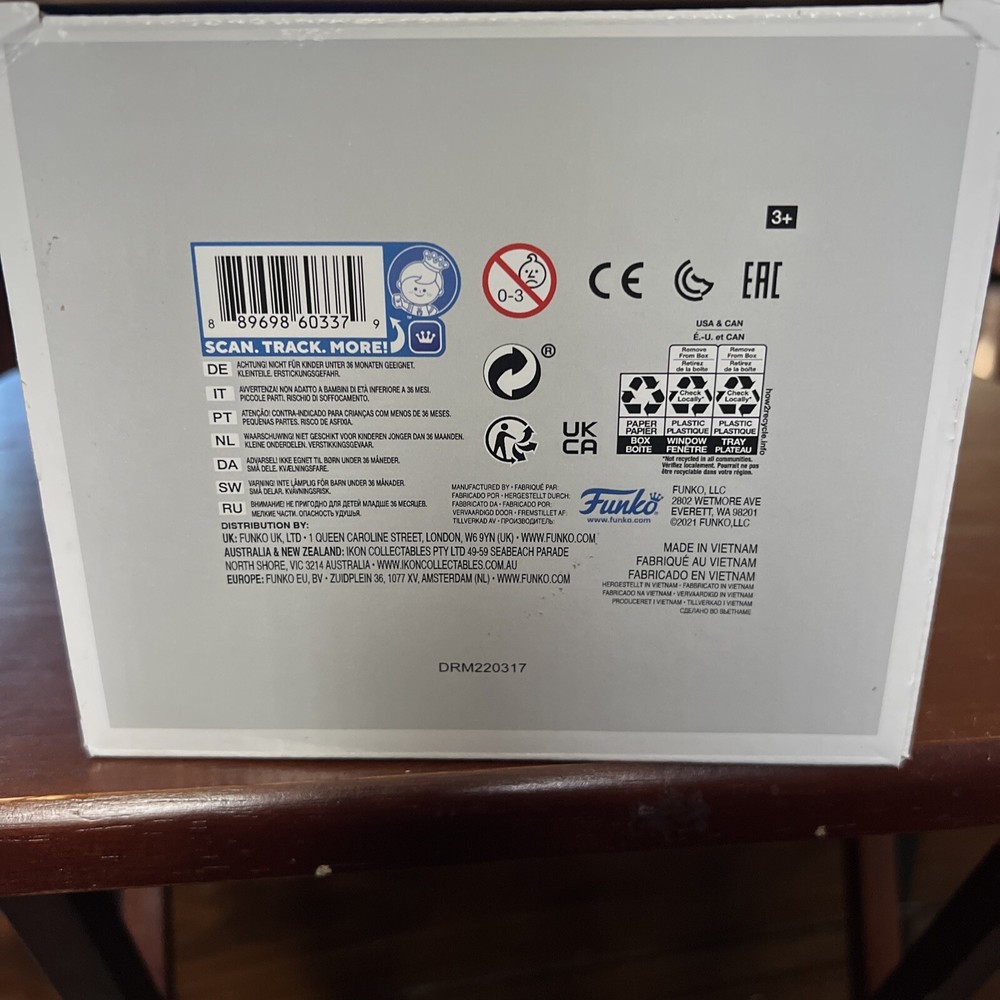 3+
8 89698 60337 9
SCAN. TRACK. MORE!
0-3
CE
EAC
DE ACHTUNG! NICHT FÜR KINDER UNTER 36 MONATEN GEEIGNET.
KLEINTEILE. ERSTICKUNGSGEFAHR.
IT AVVERTENZA! NON ADATTO A BAMBINI DI ETÀ INFERIORE A 36 MESI.
PICCOLE PARTI. RISCHIO DI SOFFOCAMENTO.
PT ATENÇÃO! CONTRA-INDICADO PARA CRIANÇAS COM MENOS DE 36 MESES.
PEQUENAS PARTES. RISCO DE ASFIXIA.
NL WAARSCHUWING! NIET GESCHIKT VOOR KINDEREN JONGER DAN 36 MAANDEN.
KLEINE ONDERDELEN. VERSTIKKINGSGEVAAR.
DA ADVARSEL! IKKE EGNET TIL BØRN UNDER 36 MÅNEDER.
SMÅ DELE. KVÆLNINGSFARE.
SW VARNING! INTE LÄMPLIG FÖR BARN UNDER 36 MÅNADER.
SMÅ DELAR. KVÄVNINGSRISK.
RU ВНИМАНИЕ! НЕ ПРИГОДНО ДЛЯ ДЕТЕЙ МЛАДШЕ 36 МЕСЯЦЕВ.
МЕЛКИЕ ЧАСТИ. ОПАСНОСТЬ УДУШЬЯ.
®
UK
CA
USA & CAN
É.-U. et CAN
Remove From Box
Retirez de la boîte
Remove From Box
Retirez de la boîte
Check Locally*
Check Locally*
PAPER PAPIER
PLASTIC PLASTIQUE
PLASTIC PLASTIQUE
BOX BOÎTE
WINDOW FENÊTRE
TRAY PLATEAU
how2recycle.info
*Not recycled in all communities.
Vérifiez localement. Pourrait ne pas
être recyclable dans votre région.
MANUFACTURED BY • FABRIQUÉ PAR:
FABRICADO POR • HERGESTELLT DURCH:
FABBRICATO DA • FABRICADO POR:
VERVAARDIGD DOOR • FREMSTILLET AF:
TILLVERKAD AV • ПРОИЗВОДИТЕЛЬ:
Funko
www.funko.com
FUNKO, LLC
2802 WETMORE AVE
EVERETT, WA 98201
©2021 FUNKO,LLC
DISTRIBUTION BY:
UK: FUNKO UK, LTD • 1 QUEEN CAROLINE STREET, LONDON, W6 9YN (UK) • WWW.FUNKO.COM
AUSTRALIA & NEW ZEALAND: IKON COLLECTABLES PTY LTD 49-59 SEABEACH PARADE
NORTH SHORE, VIC 3214 AUSTRALIA • WWW.IKONCOLLECTABLES.COM.AU
EUROPE: FUNKO EU, BV • ZUIDPLEIN 36, 1077 XV, AMSTERDAM (NL) • WWW.FUNKO.COM
MADE IN VIETNAM
FABRIQUÉ AU VIETNAM
FABRICADO EN VIETNAM
HERGESTELLT IN VIETNAM • FABBRICATO IN VIETNAM
FABRICADO NA VIETNAM • VERVAARDIGD IN VIETNAM
PRODUCERET I VIETNAM • TILLVERKAD I VIETNAM
СДЕЛАНО ВО ВЬЕТНАМЕ
DRM220317